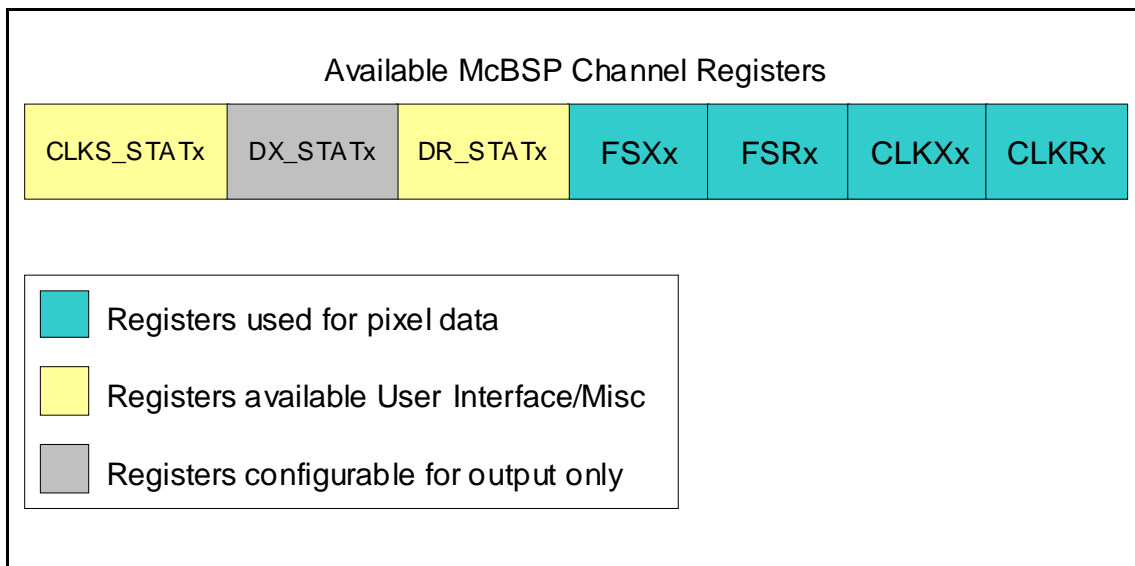 Available McBSP Channel Registers
CLKS_STATx DX_STATx DR_STATx FSXx FSRx CLKXx CLKRx
Registers used for pixel data
Registers available User Interface/Misc
Registers configurable for output only